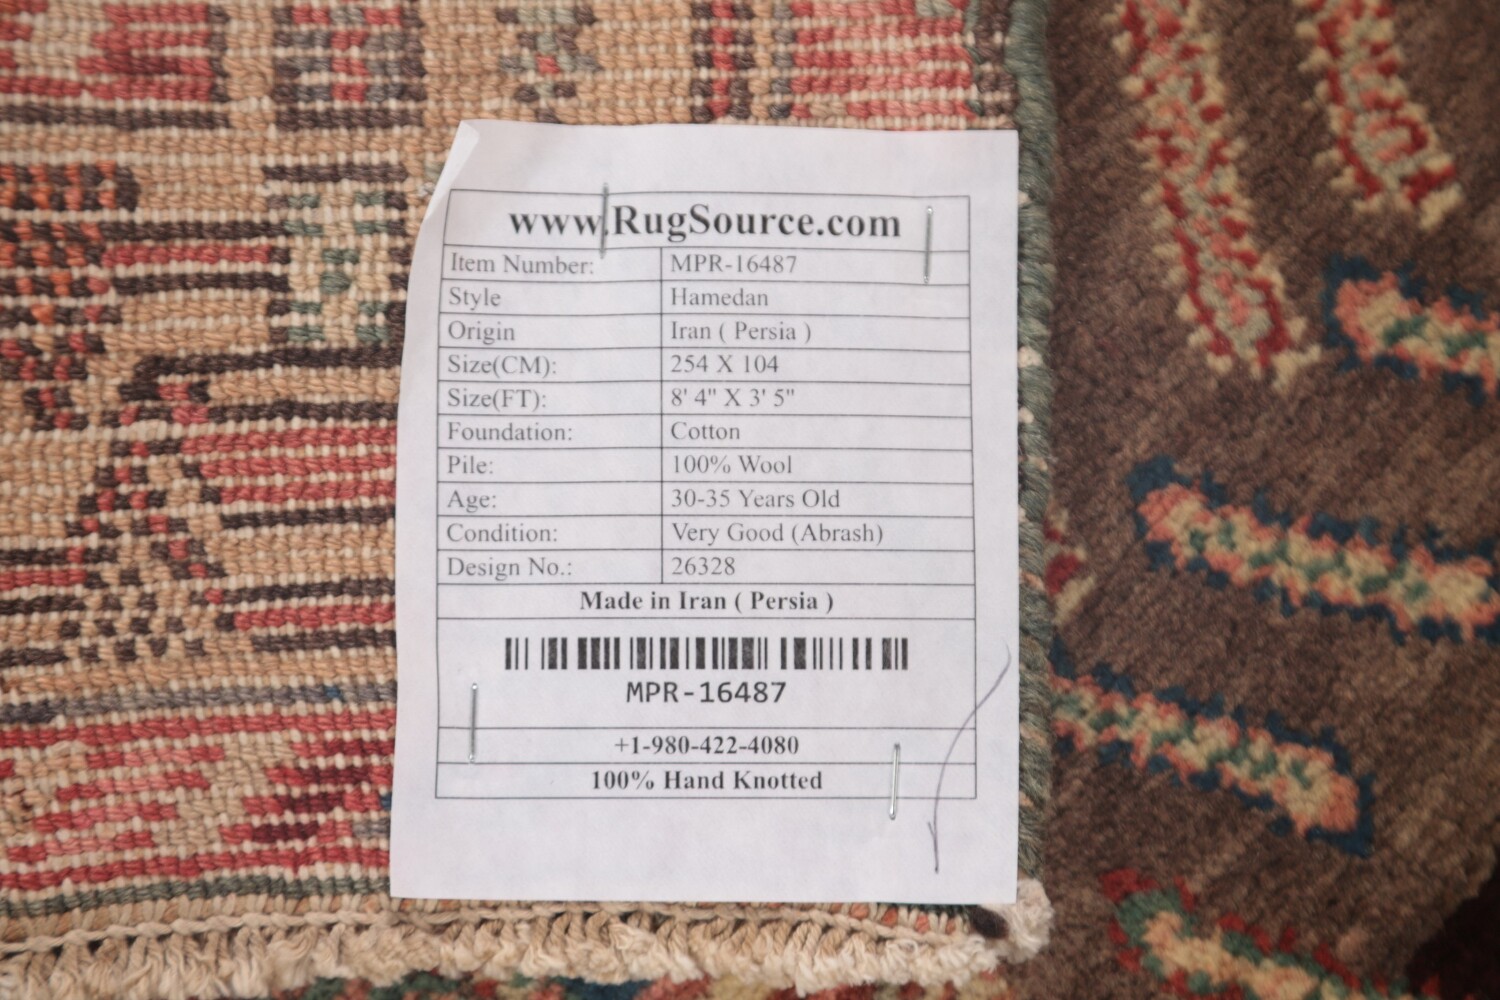 www.RugSource.com
Item Number: MPR-16487
Style Hamedan
Origin Iran ( Persia )
Size(CM): 254 X 104
Size(FT): 8' 4" X 3' 5"
Foundation: Cotton
Pile: 100% Wool
Age: 30-35 Years Old
Condition: Very Good (Abrash)
Design No.: 26328
Made in Iran ( Persia )
MPR-16487
+1-980-422-4080
100% Hand Knotted